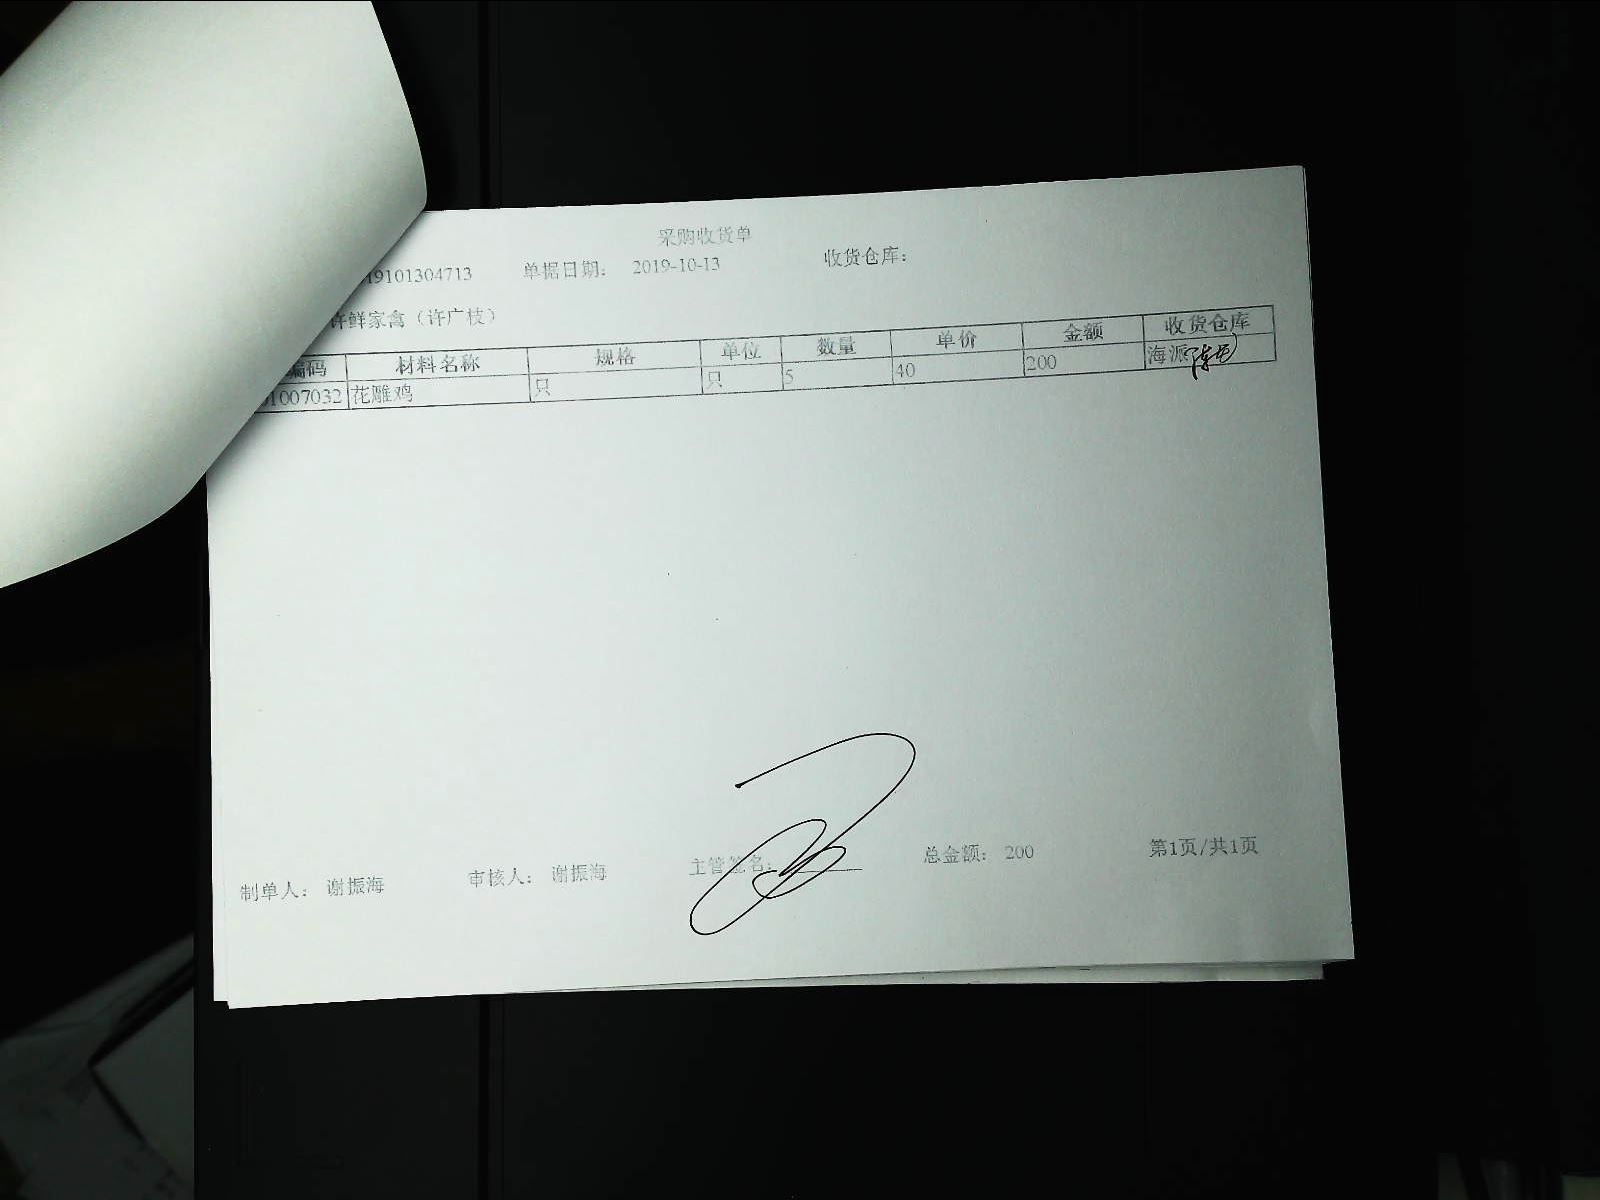 采购收货单
19101304713 单据日期： 2019-10-13 收货仓库：
许鲜家禽（许广枝）
编码 材料名称 规格 单位 数量 单价 金额 收货仓库
1007032 花雕鸡 只 只 5 40 200 海派
制单人： 谢振海 审核人： 谢振海 主管签名： 总金额： 200 第1页/共1页